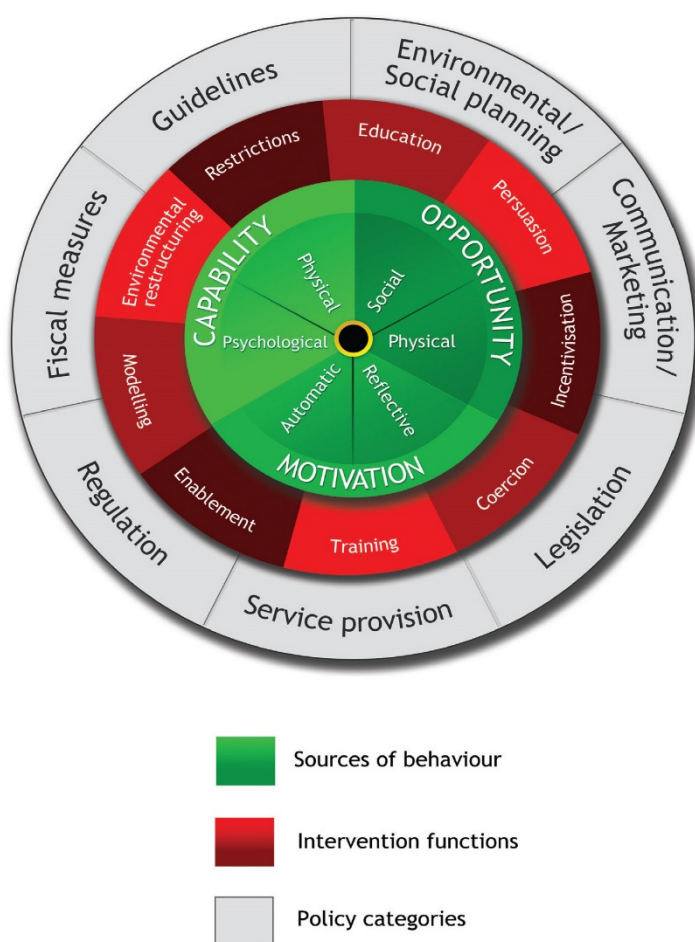 Guidelines
Environmental/
Social planning
Communication/
Marketing
Legislation
Service provision
Regulation
Fiscal measures
Restrictions
Education
Persuasion
Incentivisation
Coercion
Training
Enablement
Modelling
Environmental
restructuring
CAPABILITY
OPPORTUNITY
MOTIVATION
Physical
Social
Psychological
Physical
Automatic
Reflective
Sources of behaviour
Intervention functions
Policy categories